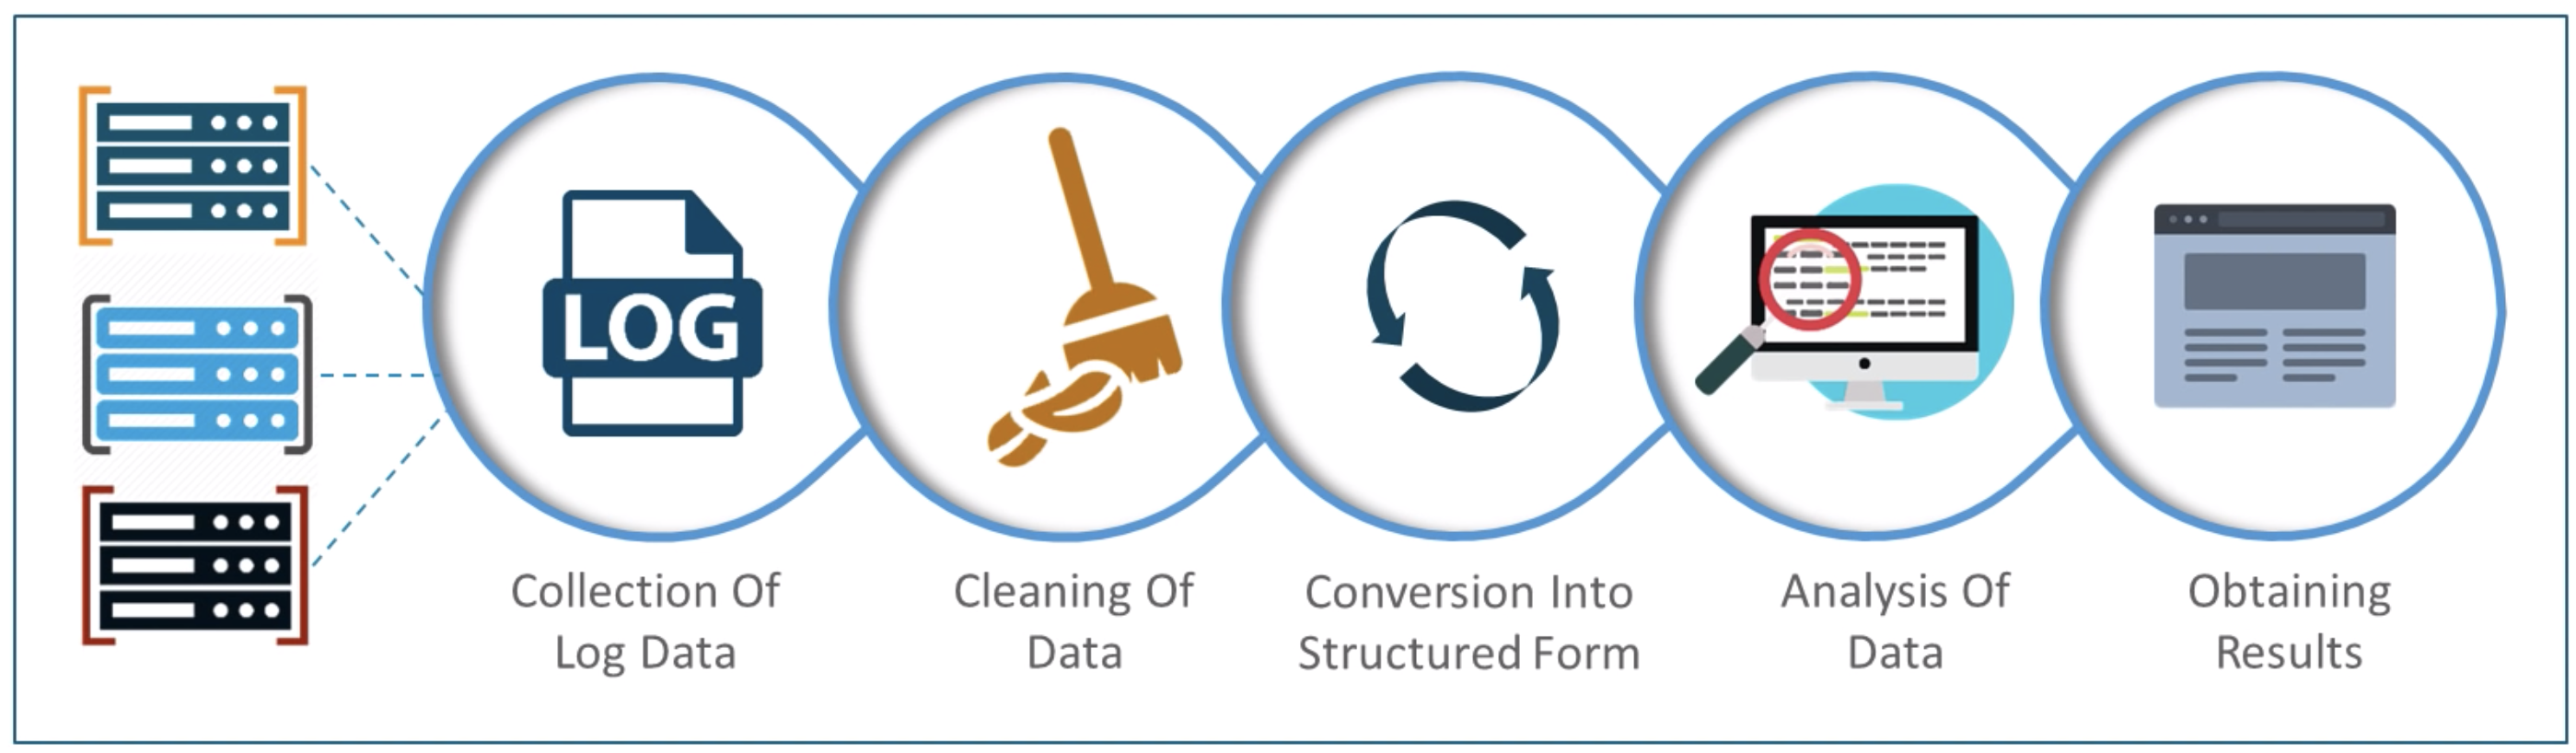 LOG
Collection Of
Log Data
Cleaning Of
Data
Conversion Into
Structured Form
Analysis Of
Data
Obtaining
Results